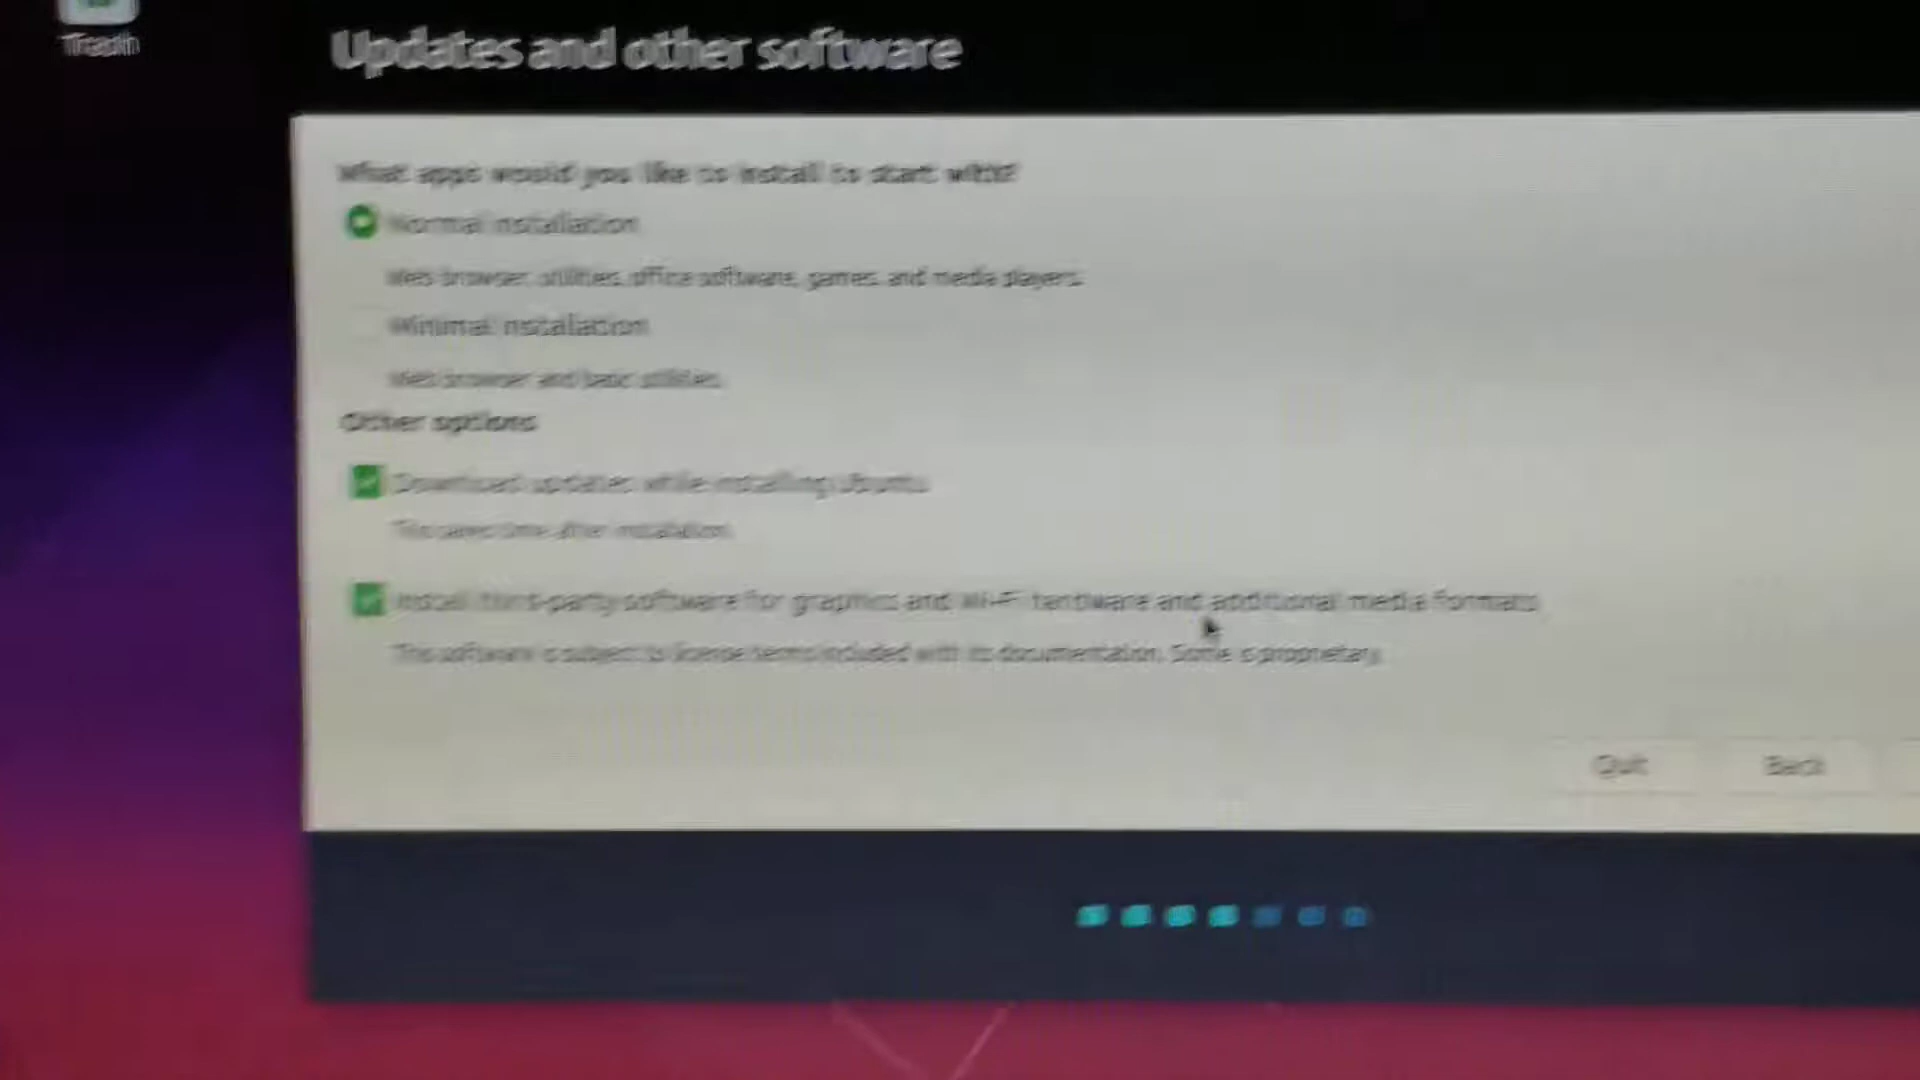 Trash
Updates and other software
What apps would you like to install to start with?
Normal installation
Web browser, utilities, office software, games, and media players.
Minimal installation
Web browser and basic utilities.
Other options
Download updates while installing Ubuntu
This saves time after installation.
Install third-party software for graphics and Wi-Fi hardware and additional media formats
This software is subject to license terms included with its documentation. Some is proprietary.
Quit
Back